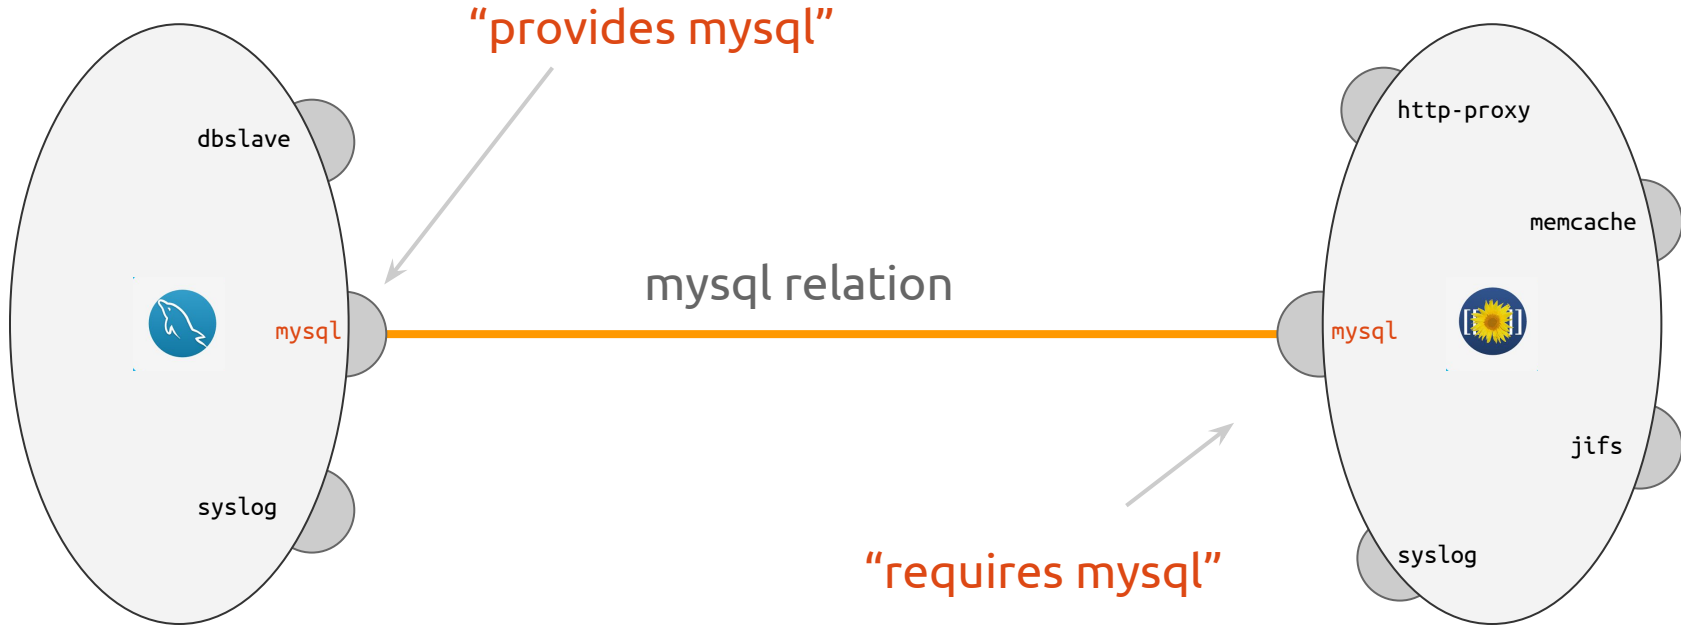 “provides mysql”
http-proxy
dbslave
memcache
mysql relation
mysql
mysql
[[ ]]
jifs
syslog
syslog
“requires mysql”